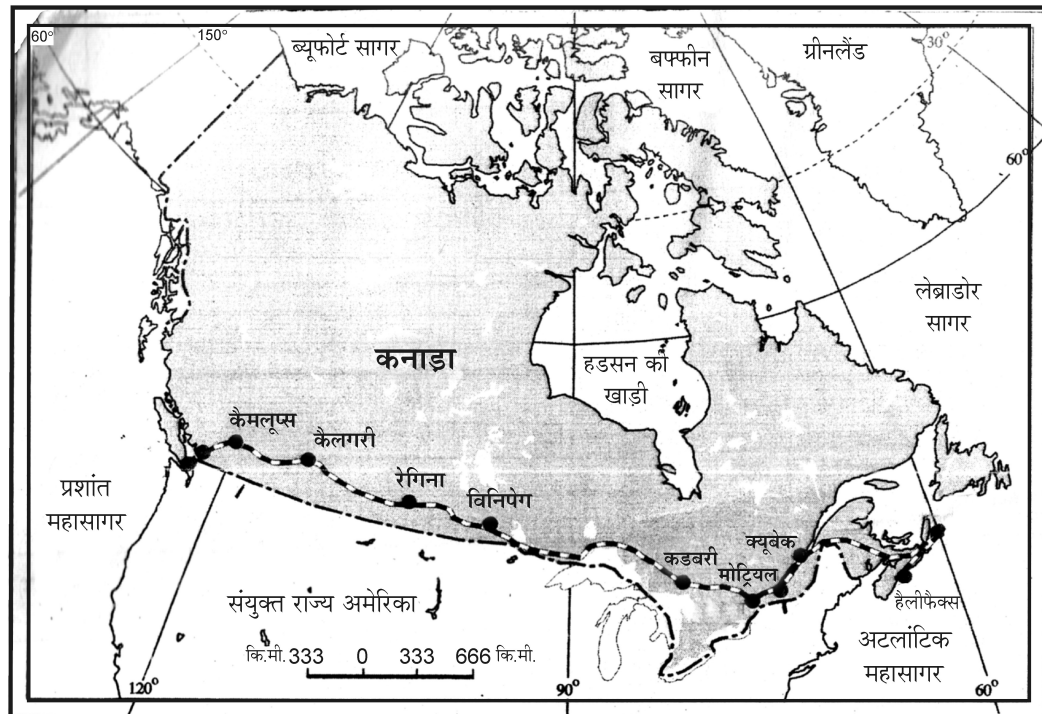 60°
150°
ब्यूफोर्ट सागर
बफ्फीन
सागर
ग्रीनलैंड
30°
60°
लेब्राडोर
सागर
कनाड़ा
हडसन की
खाड़ी
कैमलूप्स
कैलगरी
रेगिना
विनिपेग
प्रशांत
महासागर
क्यूबेक
कडबरी
मोट्रियल
हैलीफैक्स
संयुक्त राज्य अमेरिका
अटलांटिक
महासागर
कि.मी. 333 0 333 666 कि.मी.
120°
90°
60°